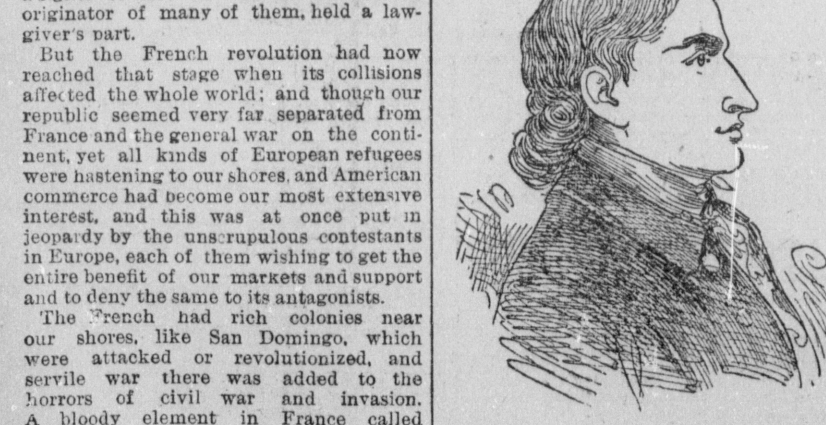 originator of many of them, held a law-
giver's part.
But the French revolution had now
reached that stage when its collisions
affected the whole world; and though our
republic seemed very far separated from
France and the general war on the conti-
nent, yet all kinds of European refugees
were hastening to our shores, and American
commerce had become our most extensive
interest, and this was at once put in
jeopardy by the unscrupulous contestants
in Europe, each of them wishing to get the
entire benefit of our markets and support
and to deny the same to its antagonists.
The French had rich colonies near
our shores, like San Domingo, which
were attacked or revolutionized, and
servile war there was added to the
horrors of civil war and invasion.
A bloody element in France called